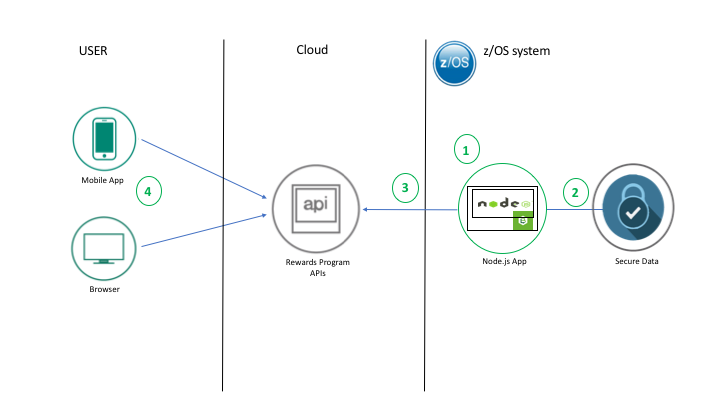 USER
Cloud
z/OS
z/OS system
1
2
3
4
Mobile App
Browser
api
Rewards Program
APIs
node
Node.js App
Secure Data